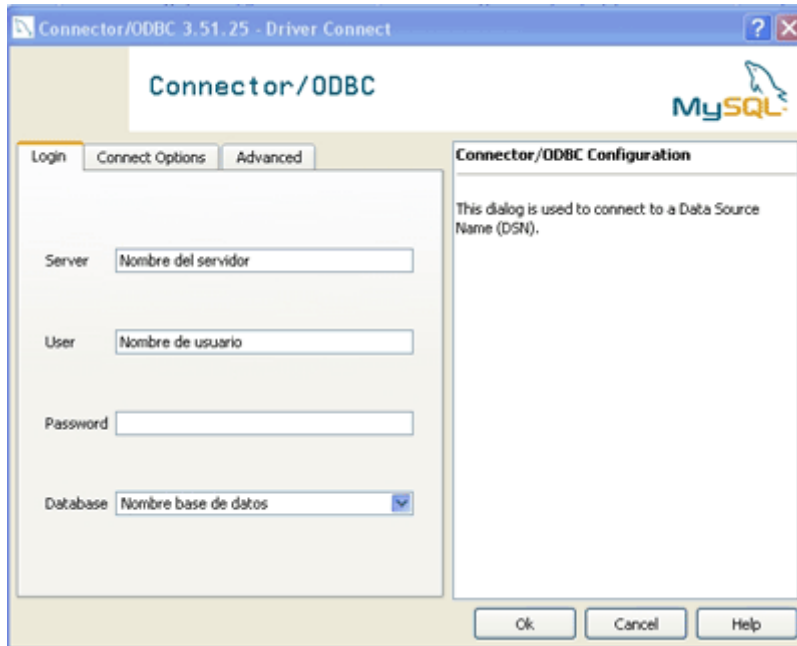 Connector/ODBC 3.51.25 - Driver Connect
Connector/ODBC
MySQL
Login Connect Options Advanced
Server Nombre del servidor
User Nombre de usuario
Password
Database Nombre base de datos
Connector/ODBC Configuration
This dialog is used to connect to a Data Source
Name (DSN).
Ok Cancel Help